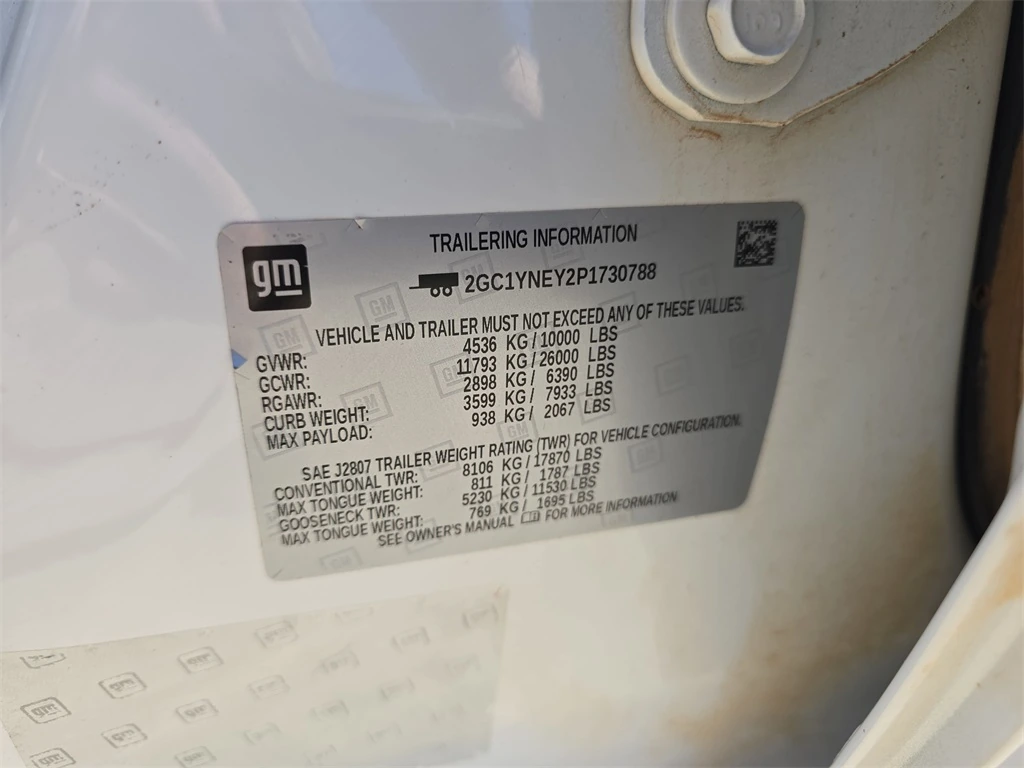 gm
TRAILERING INFORMATION
2GC1YNEY2P1730788
VEHICLE AND TRAILER MUST NOT EXCEED ANY OF THESE VALUES.
GVWR: 4536 KG / 10000 LBS
GCWR: 11793 KG / 26000 LBS
RGAWR: 2898 KG / 6390 LBS
CURB WEIGHT: 3599 KG / 7933 LBS
MAX PAYLOAD: 938 KG / 2067 LBS
SAE J2807 TRAILER WEIGHT RATING (TWR) FOR VEHICLE CONFIGURATION.
CONVENTIONAL TWR: 8106 KG / 17870 LBS
MAX TONGUE WEIGHT: 811 KG / 1787 LBS
GOOSENECK TWR: 5230 KG / 11530 LBS
MAX TONGUE WEIGHT: 769 KG / 1695 LBS
SEE OWNER'S MANUAL FOR MORE INFORMATION